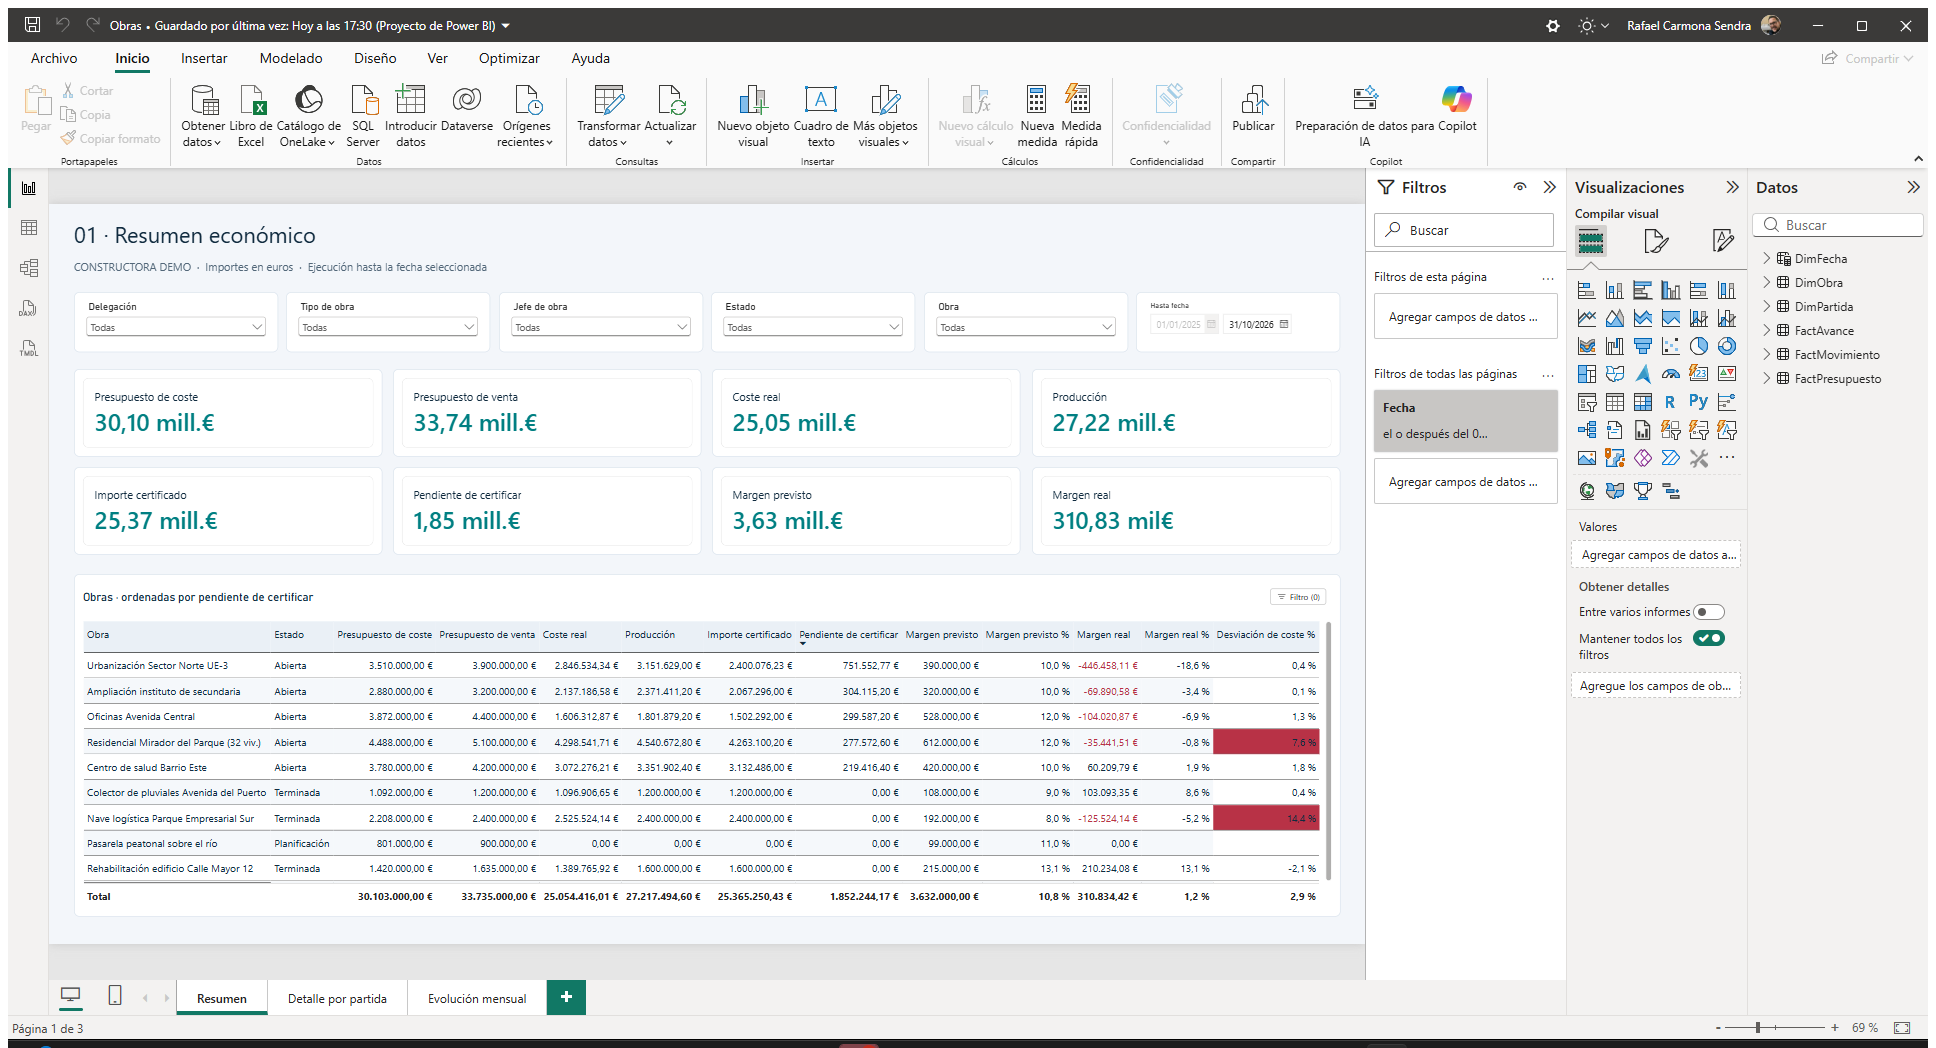 Obras • Guardado por última vez: Hoy a las 17:30 (Proyecto de Power BI)
Rafael Carmona Sendra
Archivo
Inicio
Insertar
Modelado
Diseño
Ver
Optimizar
Ayuda
Compartir
Pegar
Cortar
Copia
Copiar formato
Portapapeles
Obtener datos
Libro de Excel
Catálogo de OneLake
SQL Server
Introducir datos
Dataverse
Orígenes recientes
Datos
Transformar datos
Actualizar
Consultas
Nuevo objeto visual
Cuadro de texto
Más objetos visuales
Insertar
Nuevo cálculo visual
Nueva medida
Medida rápida
Cálculos
Confidencialidad
Confidencialidad
Publicar
Compartir
Preparación de datos para IA
Copilot
Copilot
DAX
TMDL
01 · Resumen económico
CONSTRUCTORA DEMO · Importes en euros · Ejecución hasta la fecha seleccionada
Delegación
Todas
Tipo de obra
Todas
Jefe de obra
Todas
Estado
Todas
Obra
Todas
Hasta fecha
01/01/2025
31/10/2026
Presupuesto de coste
30,10 mill.€
Presupuesto de venta
33,74 mill.€
Coste real
25,05 mill.€
Producción
27,22 mill.€
Importe certificado
25,37 mill.€
Pendiente de certificar
1,85 mill.€
Margen previsto
3,63 mill.€
Margen real
310,83 mil€
Obras · ordenadas por pendiente de certificar
Filtro (0)
Obra Estado Presupuesto de coste Presupuesto de venta Coste real Producción Importe certificado Pendiente de certificar Margen previsto Margen previsto % Margen real Margen real % Desviación de coste %
Urbanización Sector Norte UE-3 Abierta 3.510.000,00 € 3.900.000,00 € 2.846.534,34 € 3.151.629,00 € 2.400.076,23 € 751.552,77 € 390.000,00 € 10,0 % -446.458,11 € -18,6 % 0,4 %
Ampliación instituto de secundaria Abierta 2.880.000,00 € 3.200.000,00 € 2.137.186,58 € 2.371.411,20 € 2.067.296,00 € 304.115,20 € 320.000,00 € 10,0 % -69.890,58 € -3,4 % 0,1 %
Oficinas Avenida Central Abierta 3.872.000,00 € 4.400.000,00 € 1.606.312,87 € 1.801.879,20 € 1.502.292,00 € 299.587,20 € 528.000,00 € 12,0 % -104.020,87 € -6,9 % 1,3 %
Residencial Mirador del Parque (32 viv.) Abierta 4.488.000,00 € 5.100.000,00 € 4.298.541,71 € 4.540.672,80 € 4.263.100,20 € 277.572,60 € 612.000,00 € 12,0 % -35.441,51 € -0,8 % 7,6 %
Centro de salud Barrio Este Abierta 3.780.000,00 € 4.200.000,00 € 3.072.276,21 € 3.351.902,40 € 3.132.486,00 € 219.416,40 € 420.000,00 € 10,0 % 60.209,79 € 1,9 % 1,8 %
Colector de pluviales Avenida del Puerto Terminada 1.092.000,00 € 1.200.000,00 € 1.096.906,65 € 1.200.000,00 € 1.200.000,00 € 0,00 € 108.000,00 € 9,0 % 103.093,35 € 8,6 % 0,4 %
Nave logística Parque Empresarial Sur Terminada 2.208.000,00 € 2.400.000,00 € 2.525.524,14 € 2.400.000,00 € 2.400.000,00 € 0,00 € 192.000,00 € 8,0 % -125.524,14 € -5,2 % 14,4 %
Pasarela peatonal sobre el río Planificación 801.000,00 € 900.000,00 € 0,00 € 0,00 € 0,00 € 0,00 € 99.000,00 € 11,0 % 0,00 €
Rehabilitación edificio Calle Mayor 12 Terminada 1.420.000,00 € 1.635.000,00 € 1.389.765,92 € 1.600.000,00 € 1.600.000,00 € 0,00 € 215.000,00 € 13,1 % 210.234,08 € 13,1 % -2,1 %
Total 30.103.000,00 € 33.735.000,00 € 25.054.416,01 € 27.217.494,60 € 25.365.250,43 € 1.852.244,17 € 3.632.000,00 € 10,8 % 310.834,42 € 1,2 % 2,9 %
Filtros
Buscar
Filtros de esta página
Agregar campos de datos ...
Filtros de todas las páginas
Fecha
el o después del 0...
Agregar campos de datos ...
Visualizaciones
Compilar visual
R
Py
123
Valores
Agregar campos de datos a...
Obtener detalles
Entre varios informes
Mantener todos los
filtros
Agregue los campos de ob...
Datos
Buscar
DimFecha
DimObra
DimPartida
FactAvance
FactMovimiento
FactPresupuesto
Resumen
Detalle por partida
Evolución mensual
+
Página 1 de 3
- + 69 %